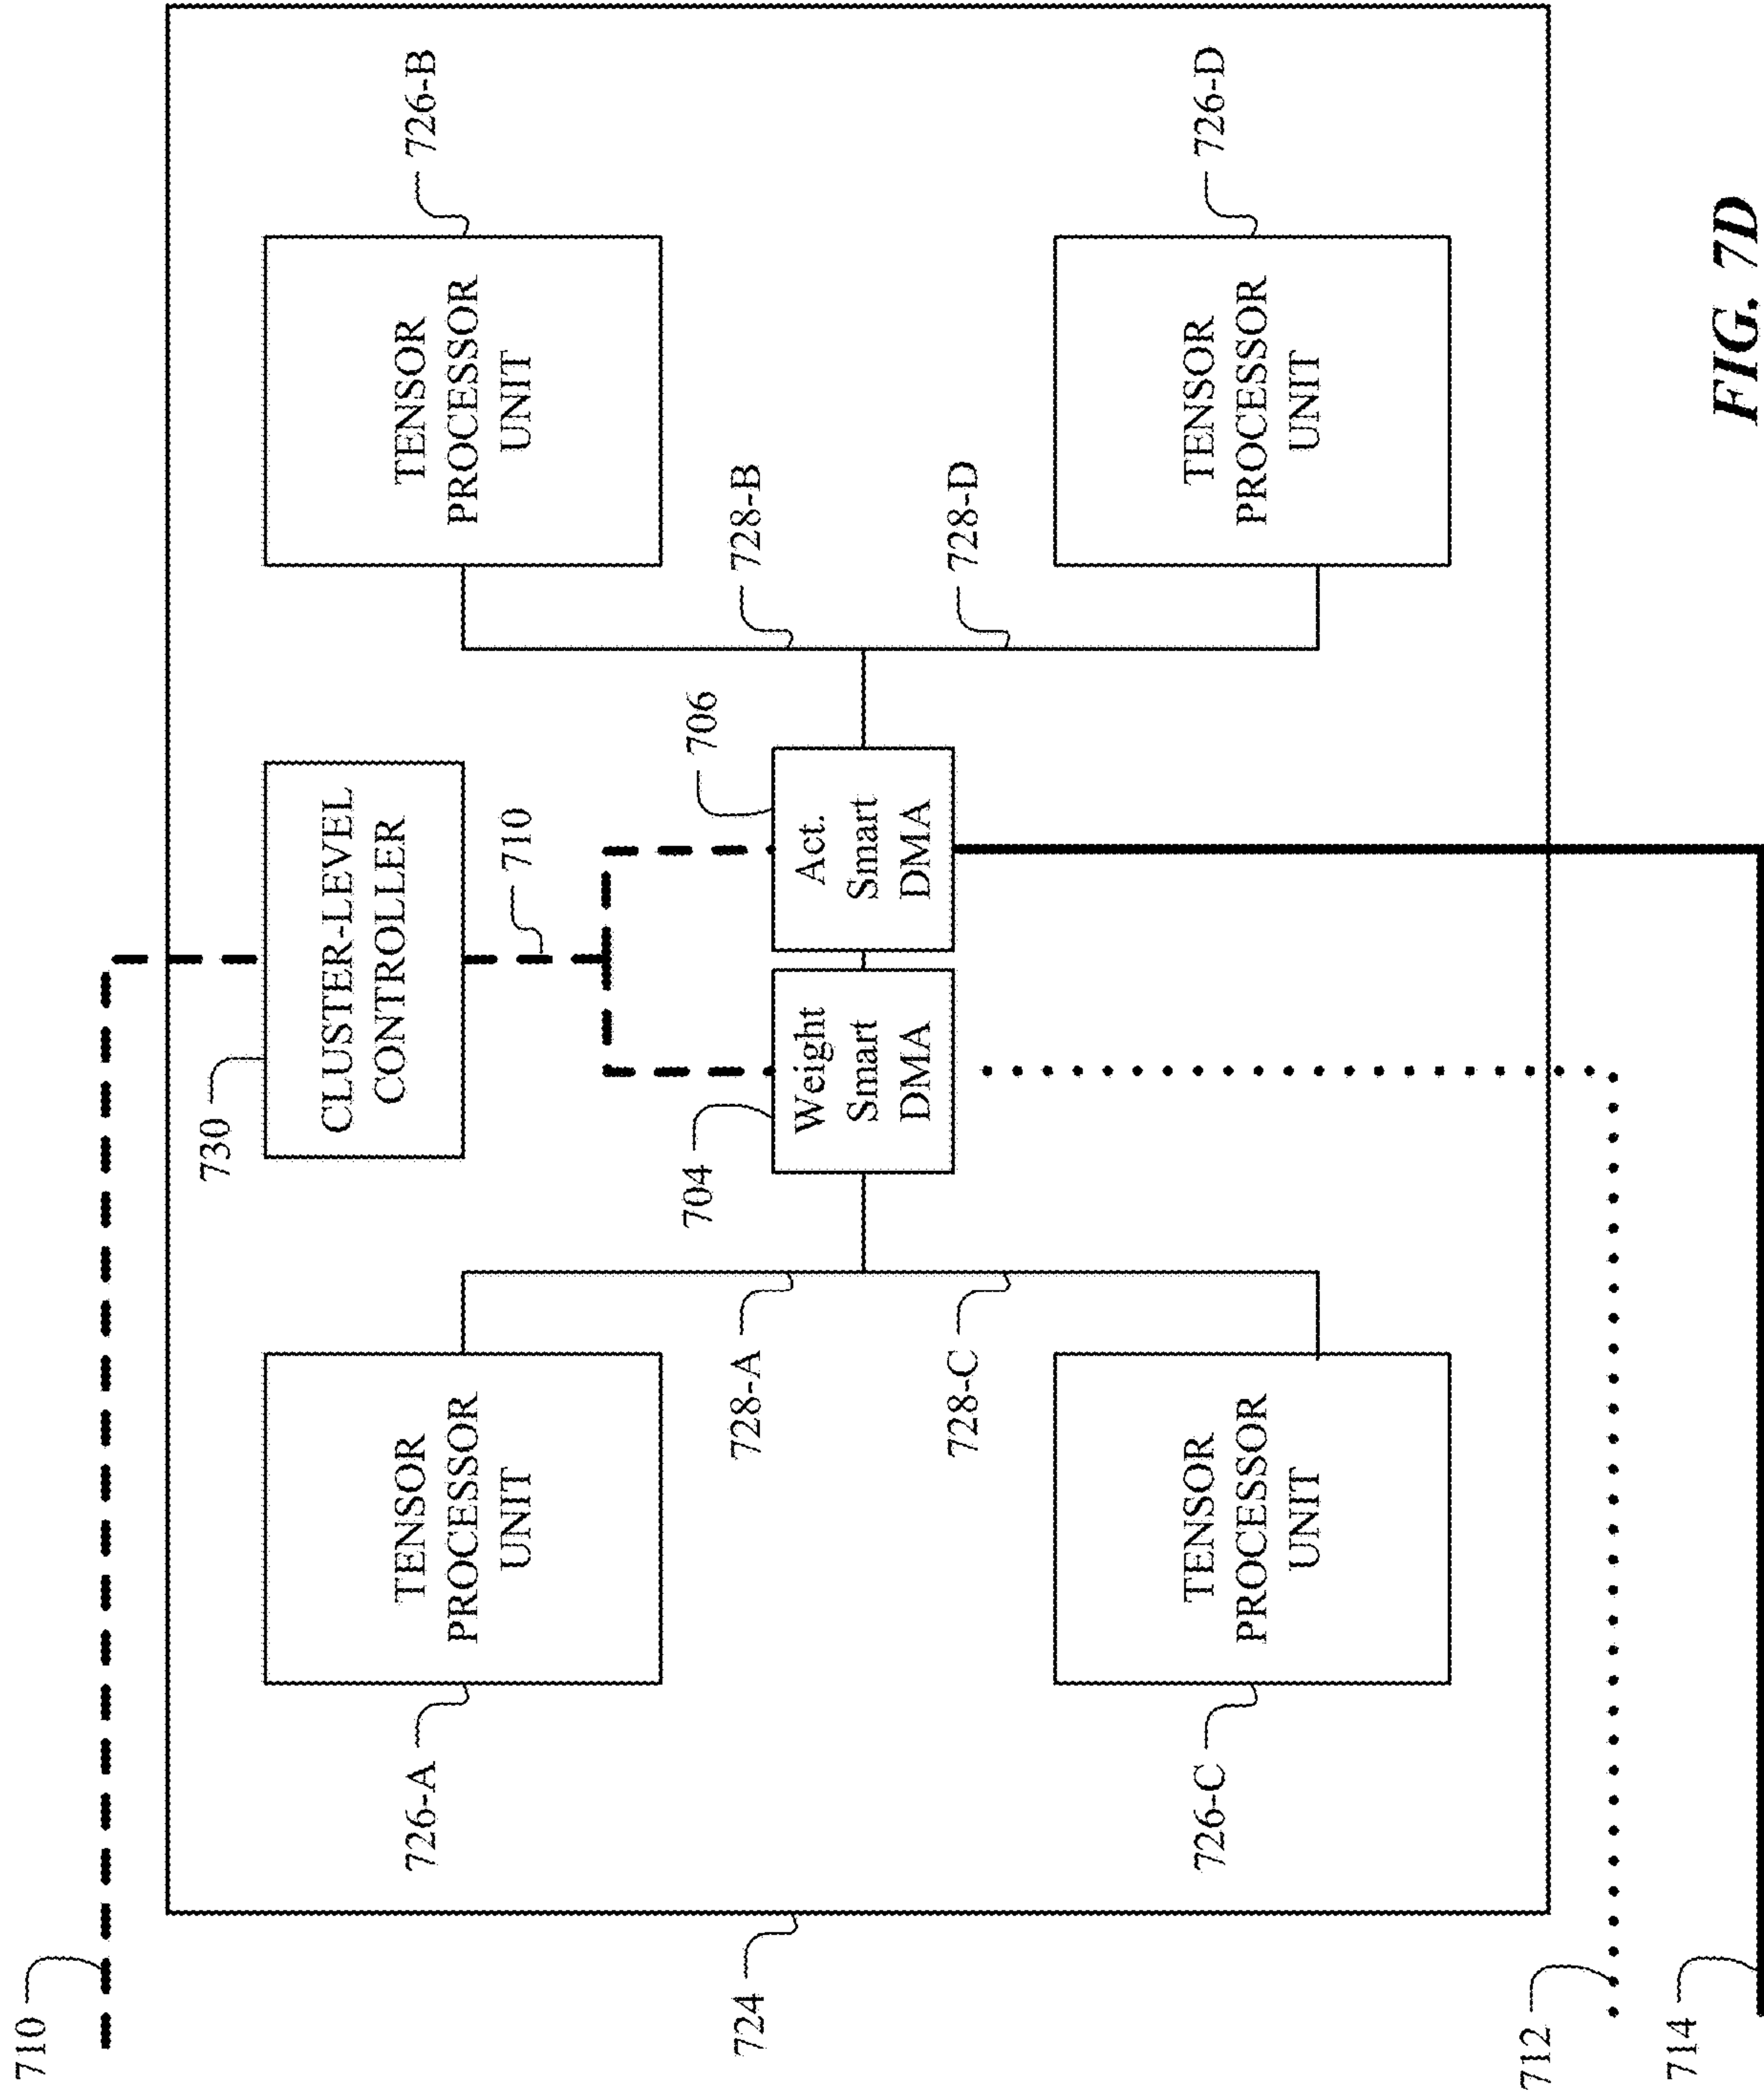 710
730
CLUSTER-LEVEL
CONTROLLER
710
726-A
TENSOR
PROCESSOR
UNIT
TENSOR
PROCESSOR
UNIT
726-B
704
706
728-A
Weight
Smart
DMA
Act.
Smart
DMA
728-B
728-C
728-D
726-C
TENSOR
PROCESSOR
UNIT
TENSOR
PROCESSOR
UNIT
726-D
724
712
714
FIG. 7D